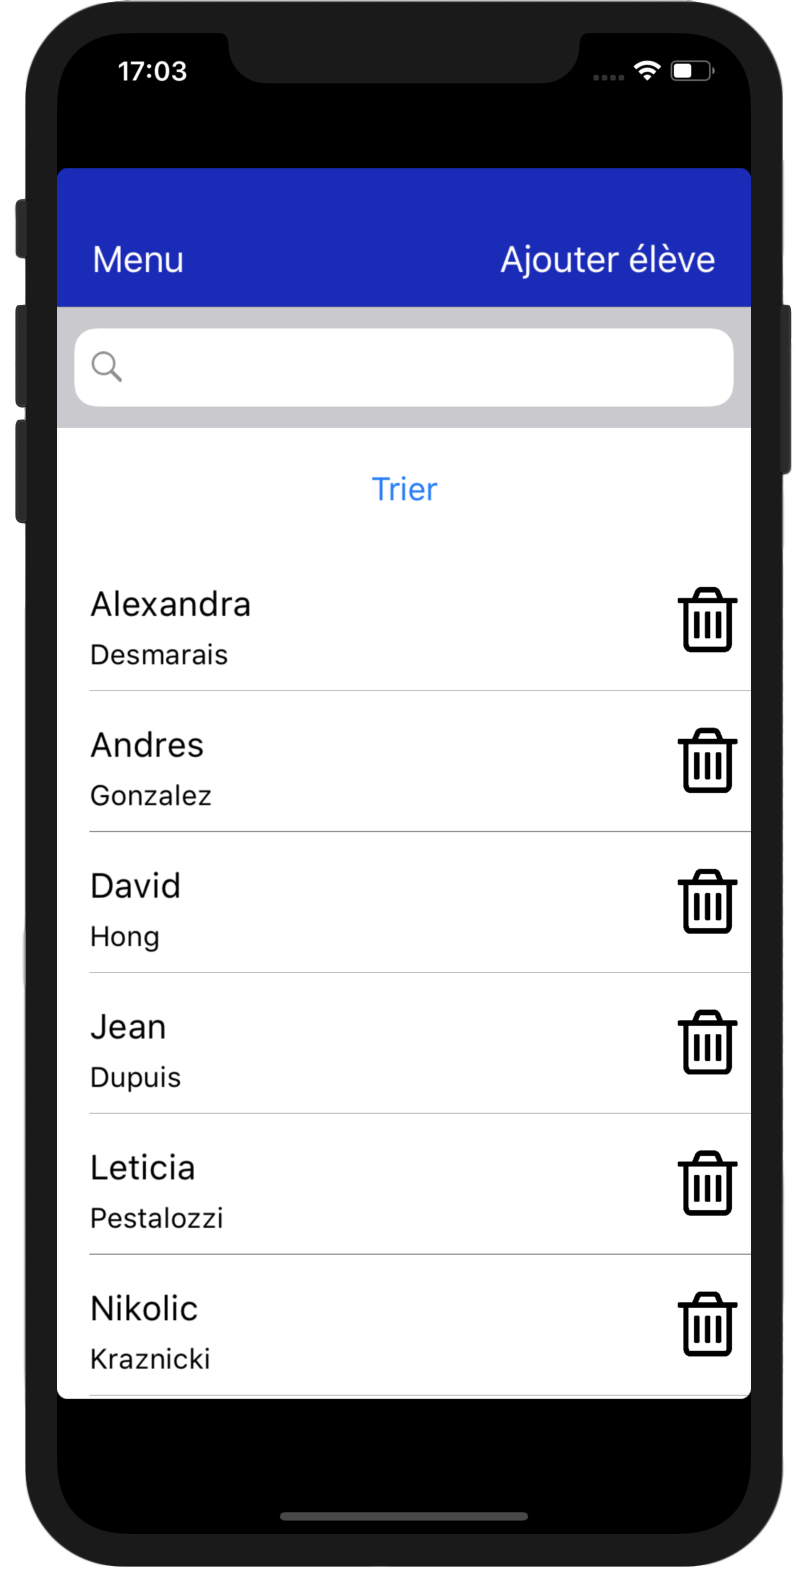 17:03
Menu Ajouter élève
Trier
Alexandra
Desmarais
Andres
Gonzalez
David
Hong
Jean
Dupuis
Leticia
Pestalozzi
Nikolic
Kraznicki